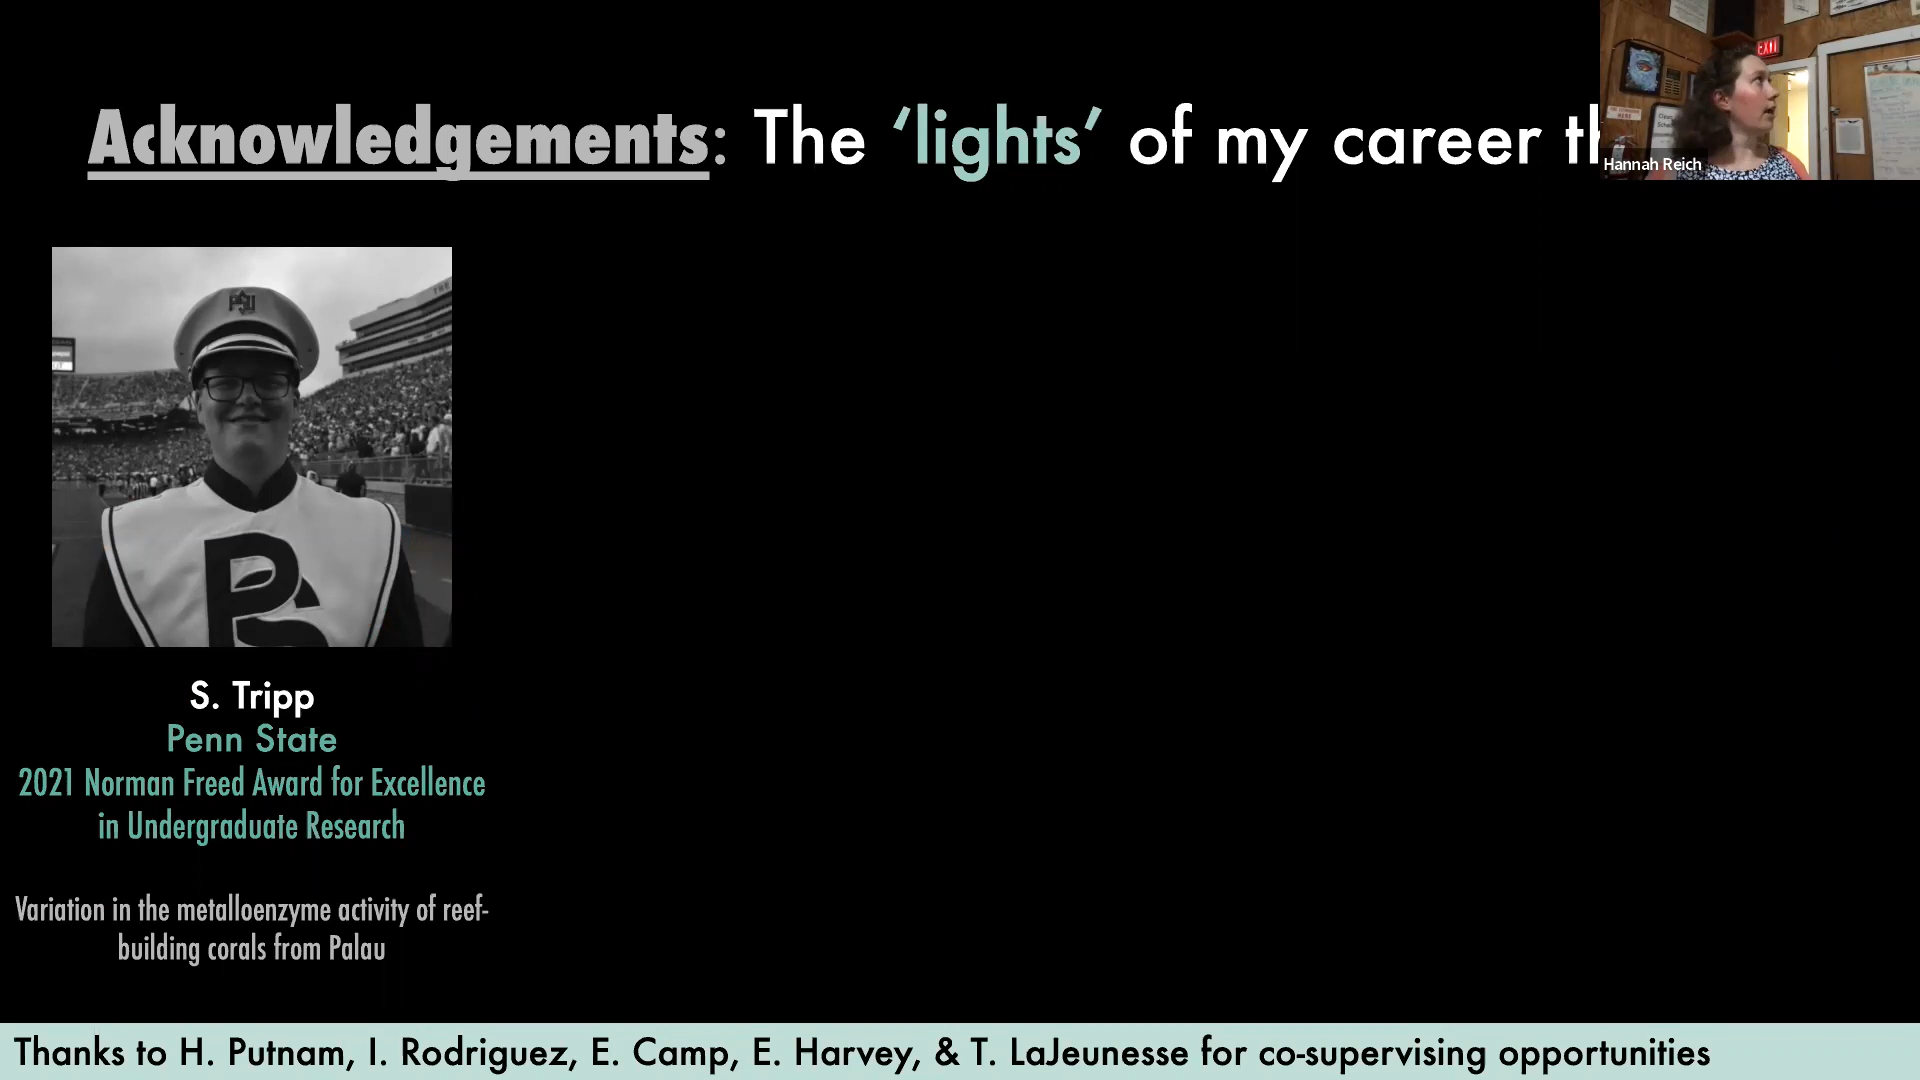 Acknowledgements: The ‘lights’ of my career th
EXIT
Hannah Reich
PSU
S. Tripp
Penn State
2021 Norman Freed Award for Excellence
in Undergraduate Research
Variation in the metalloenzyme activity of reef-
building corals from Palau
Thanks to H. Putnam, I. Rodriguez, E. Camp, E. Harvey, & T. LaJeunesse for co-supervising opportunities